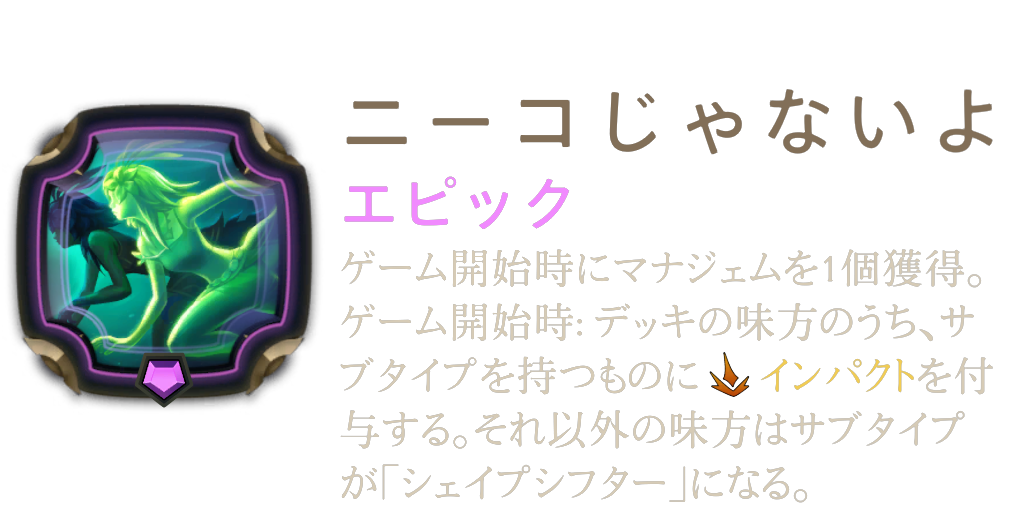 ニーコじゃないよ
エピック
ゲーム開始時にマナジェムを1個獲得。
ゲーム開始時: デッキの味方のうち、サ
ブタイプを持つものにインパクトを付
与する。それ以外の味方はサブタイプ
が「シェイプシフター」になる。